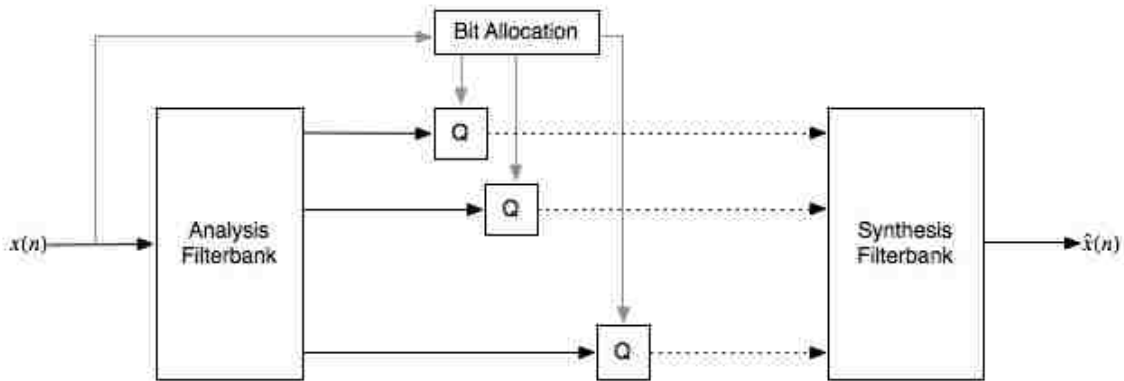 Bit Allocation
Q
Q
Analysis
Filterbank
x(n)
Synthesis
Filterbank
x̂(n)
Q